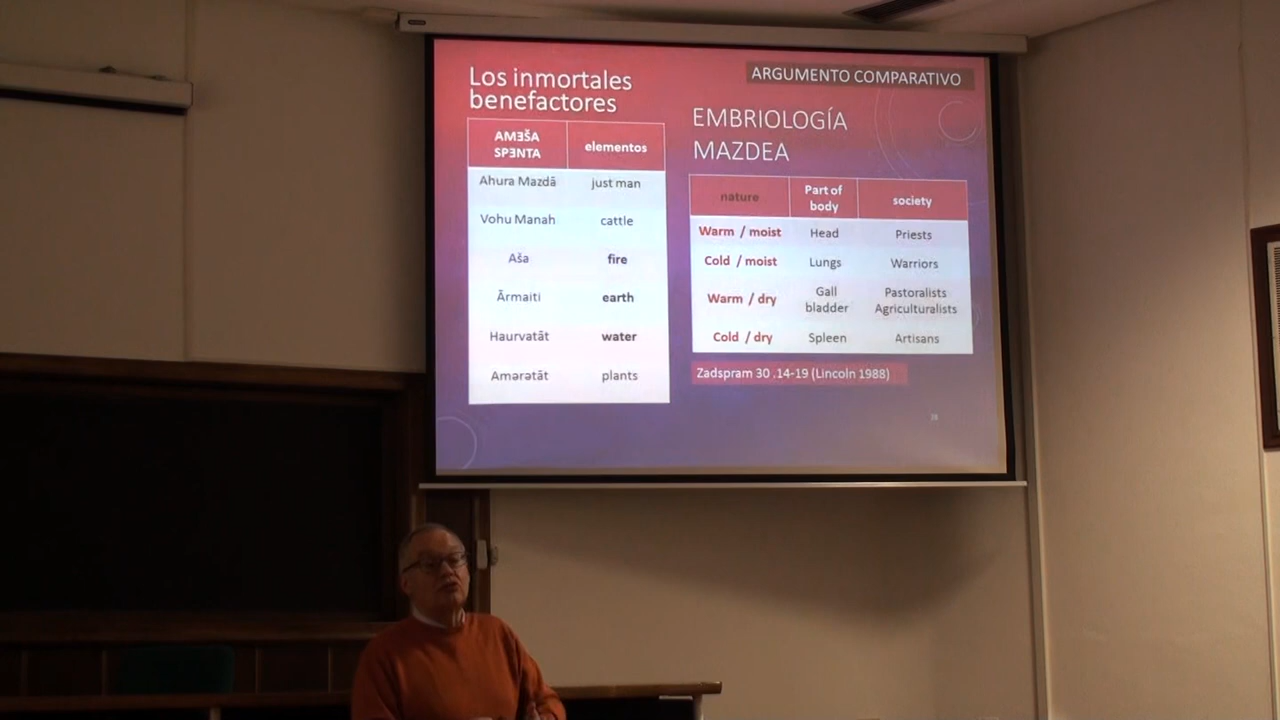 Los inmortales
benefactores
AMƎŠA
SPƎNTA
elementos
Ahura Mazdā just man
Vohu Manah cattle
Aša fire
Ārmaiti earth
Haurvatāt water
Amərətāt plants
ARGUMENTO COMPARATIVO
EMBRIOLOGÍA
MAZDEA
nature
Part of
body
society
Warm / moist Head Priests
Cold / moist Lungs Warriors
Warm / dry
Gall
bladder
Pastoralists
Agriculturalists
Cold / dry Spleen Artisans
Zadspram 30 .14-19 (Lincoln 1988)